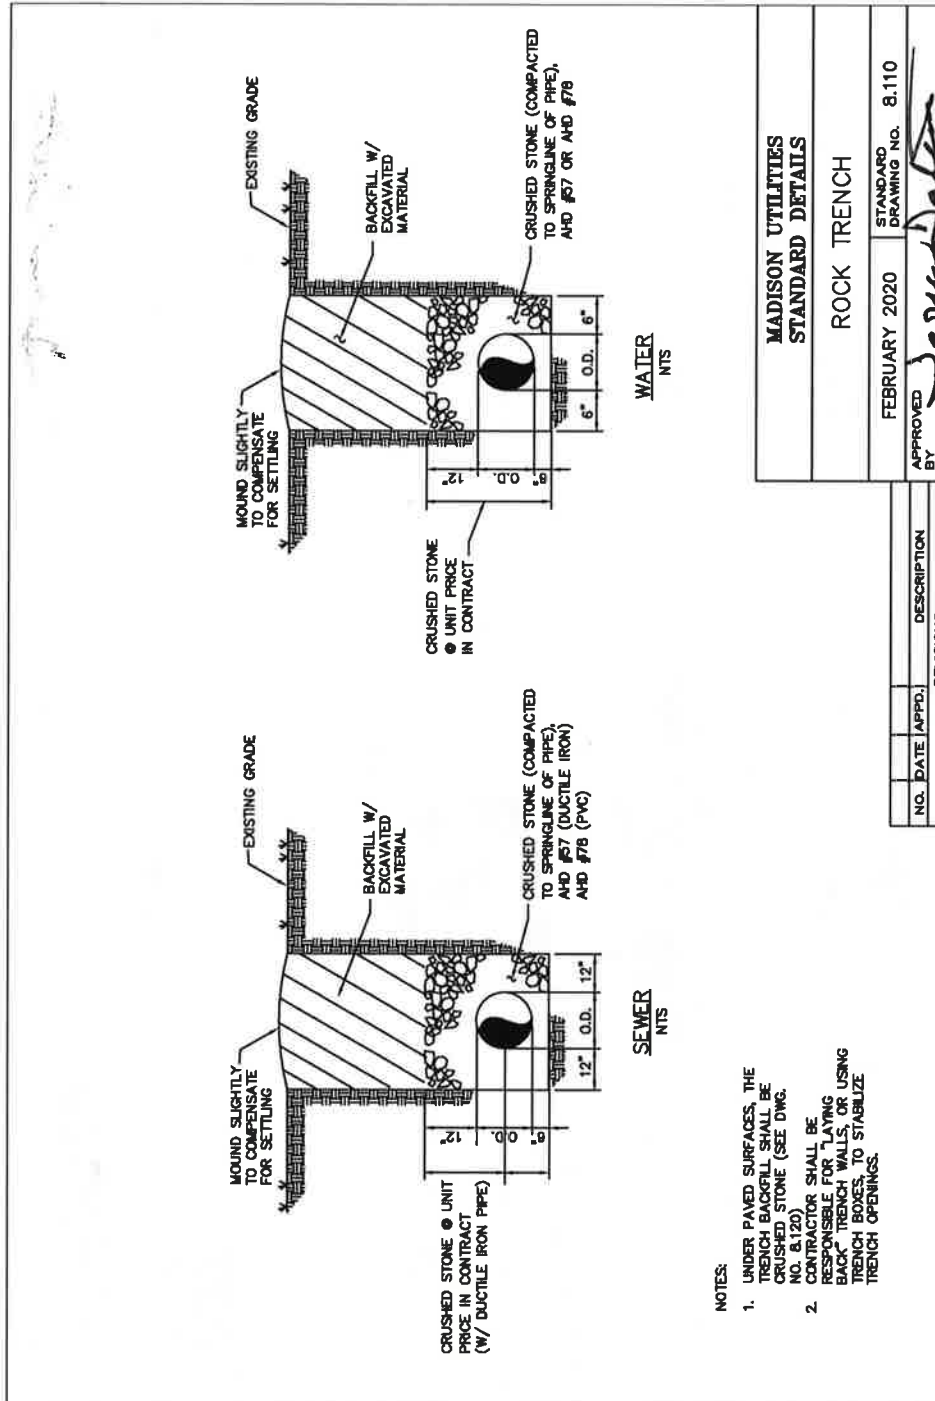 MOUND SLIGHTLY
TO COMPENSATE
FOR SETTLING
EXISTING GRADE
BACKFILL W/
EXCAVATED
MATERIAL
CRUSHED STONE @ UNIT
PRICE IN CONTRACT
(W/ DUCTILE IRON PIPE)
12"
O.D.
6"
CRUSHED STONE (COMPACTED
TO SPRINGLINE OF PIPE),
AHD #57 (DUCTILE IRON)
AHD #78 (PVC)
12" O.D. 12"
SEWER
NTS
MOUND SLIGHTLY
TO COMPENSATE
FOR SETTLING
EXISTING GRADE
BACKFILL W/
EXCAVATED
MATERIAL
CRUSHED STONE
@ UNIT PRICE
IN CONTRACT
12"
O.D.
6"
CRUSHED STONE (COMPACTED
TO SPRINGLINE OF PIPE),
AHD #57 OR AHD #78
6" O.D. 6"
WATER
NTS
NOTES:
1. UNDER PAVED SURFACES, THE
TRENCH BACKFILL SHALL BE
CRUSHED STONE (SEE DWG.
NO. 8.120)
2. CONTRACTOR SHALL BE
RESPONSIBLE FOR "LAYING
BACK" TRENCH WALLS, OR USING
TRENCH BOXES, TO STABILIZE
TRENCH OPENINGS.
NO. DATE APPD. DESCRIPTION
MADISON UTILITIES
STANDARD DETAILS
ROCK TRENCH
FEBRUARY 2020
STANDARD
DRAWING NO. 8.110
APPROVED
BY